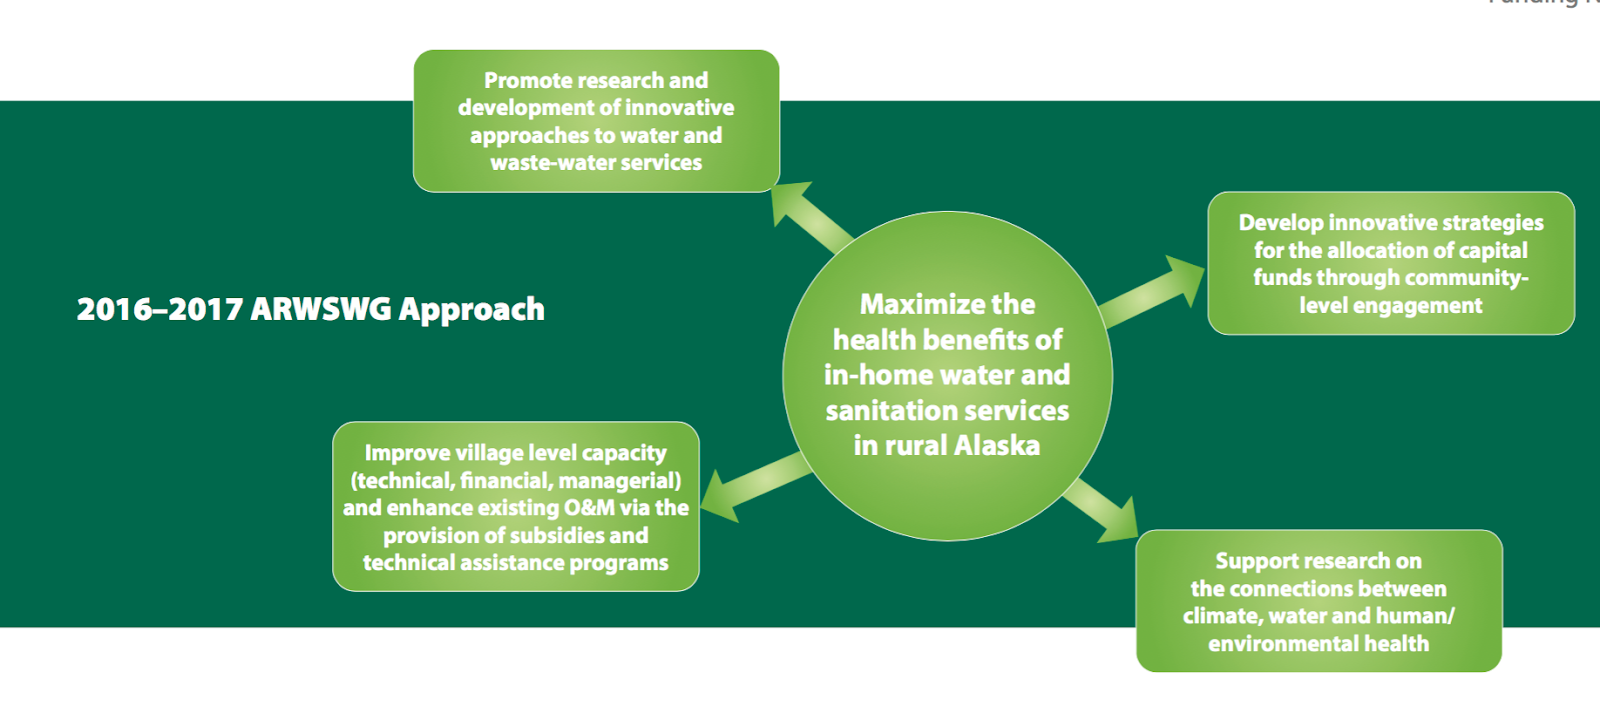 Promote research and
development of innovative
approaches to water and
waste-water services
Develop innovative strategies
for the allocation of capital
funds through community-
level engagement
2016–2017 ARWSWG Approach
Maximize the
health benefits of
in-home water and
sanitation services
in rural Alaska
Improve village level capacity
(technical, financial, managerial)
and enhance existing O&M via the
provision of subsidies and
technical assistance programs
Support research on
the connections between
climate, water and human/
environmental health